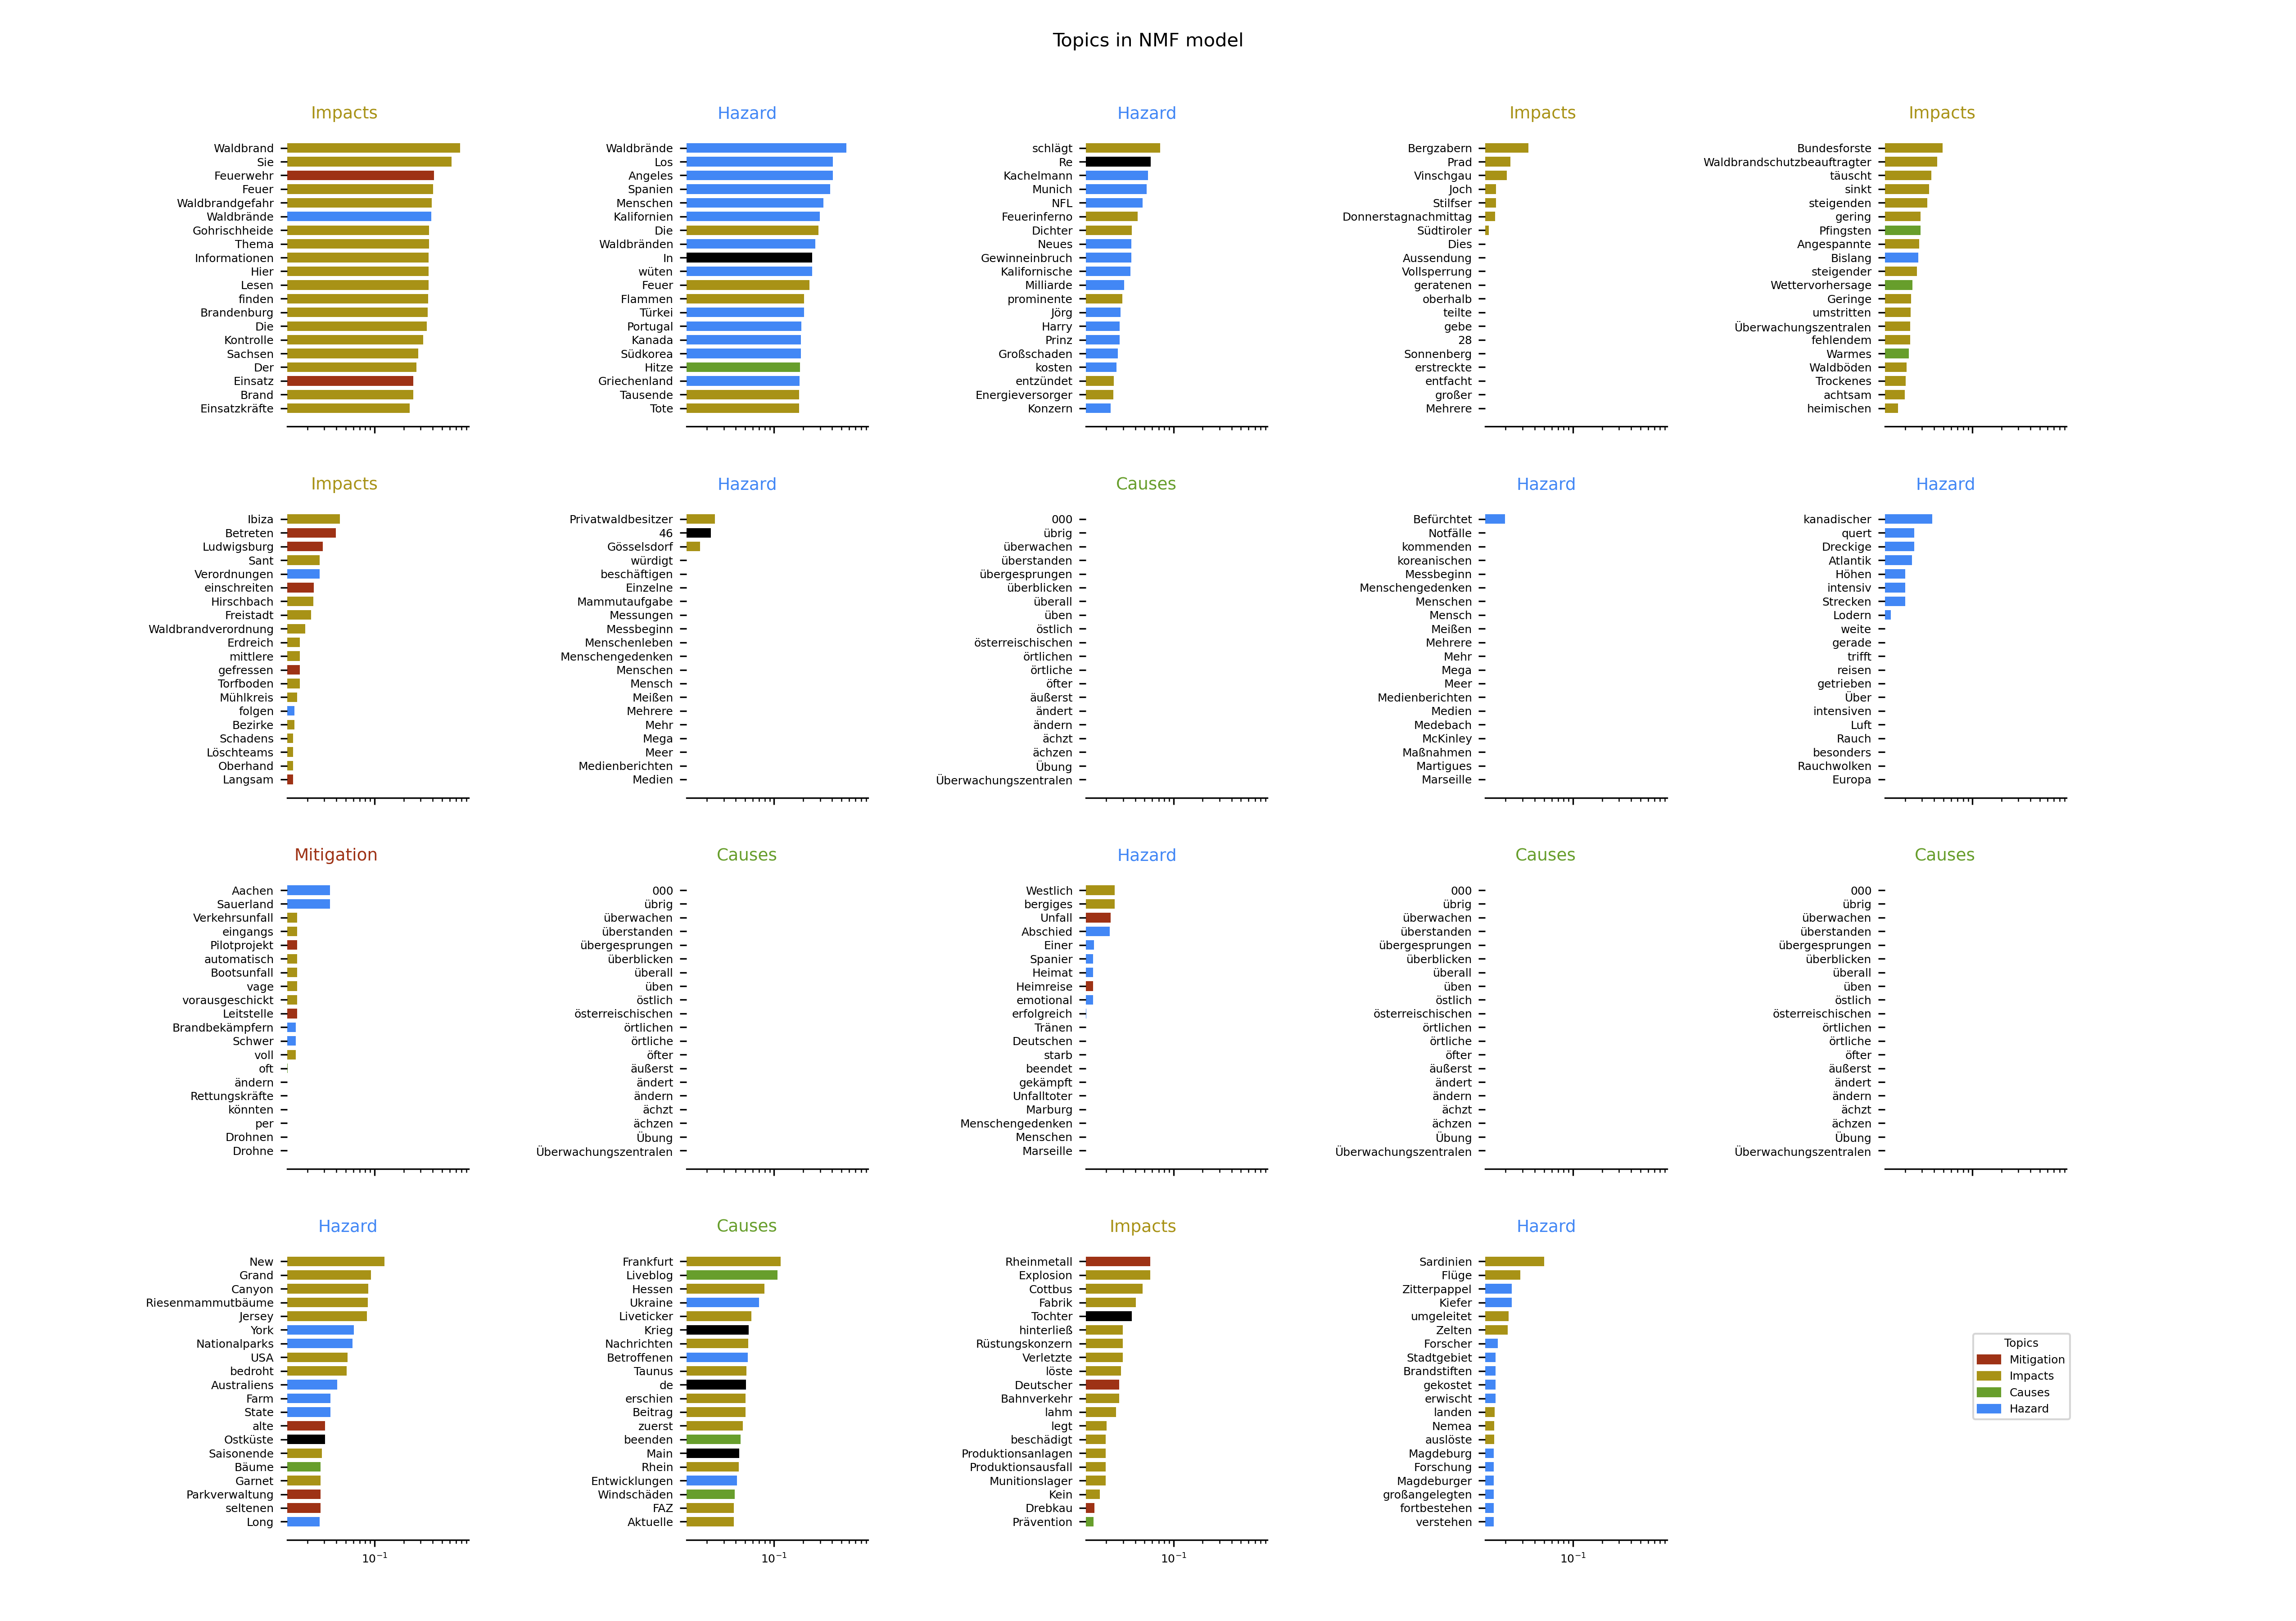 Topics in NMF model
Impacts
Waldbrand
Sie
Feuerwehr
Feuer
Waldbrandgefahr
Waldbrände
Gohrischheide
Thema
Informationen
Hier
Lesen
finden
Brandenburg
Die
Kontrolle
Sachsen
Der
Einsatz
Brand
Einsatzkräfte
Hazard
Waldbrände
Los
Angeles
Spanien
Menschen
Kalifornien
Die
Waldbränden
In
wüten
Feuer
Flammen
Türkei
Portugal
Kanada
Südkorea
Hitze
Griechenland
Tausende
Tote
Hazard
schlägt
Re
Kachelmann
Munich
NFL
Feuerinferno
Dichter
Neues
Gewinneinbruch
Kalifornische
Milliarde
prominente
Jörg
Harry
Prinz
Großschaden
kosten
entzündet
Energieversorger
Konzern
Impacts
Bergzabern
Prad
Vinschgau
Joch
Stilfser
Donnerstagnachmittag
Südtiroler
Dies
Aussendung
Vollsperrung
geratenen
oberhalb
teilte
gebe
28
Sonnenberg
erstreckte
entfacht
großer
Mehrere
Impacts
Bundesforste
Waldbrandschutzbeauftragter
täuscht
sinkt
steigenden
gering
Pfingsten
Angespannte
Bislang
steigender
Wettervorhersage
Geringe
umstritten
Überwachungszentralen
fehlendem
Warmes
Waldböden
Trockenes
achtsam
heimischen
Impacts
Ibiza
Betreten
Ludwigsburg
Sant
Verordnungen
einschreiten
Hirschbach
Freistadt
Waldbrandverordnung
Erdreich
mittlere
gefressen
Torfboden
Mühlkreis
folgen
Bezirke
Schadens
Löschteams
Oberhand
Langsam
Hazard
Privatwaldbesitzer
46
Gösselsdorf
würdigt
beschäftigen
Einzelne
Mammutaufgabe
Messungen
Messbeginn
Menschenleben
Menschengedenken
Menschen
Mensch
Meißen
Mehrere
Mehr
Mega
Meer
Medienberichten
Medien
Causes
000
übrig
überwachen
überstanden
übergesprungen
überblicken
überall
üben
östlich
österreischischen
örtlichen
örtliche
öfter
äußerst
ändert
ändern
ächzt
ächzen
Übung
Überwachungszentralen
Hazard
Befürchtet
Notfälle
kommenden
koreanischen
Messbeginn
Menschengedenken
Menschen
Mensch
Meißen
Mehrere
Mehr
Mega
Meer
Medienberichten
Medien
Medebach
McKinley
Maßnahmen
Martigues
Marseille
Hazard
kanadischer
quert
Dreckige
Atlantik
Höhen
intensiv
Strecken
Lodern
weite
gerade
trifft
reisen
getrieben
Über
intensiven
Luft
Rauch
besonders
Rauchwolken
Europa
Mitigation
Aachen
Sauerland
Verkehrsunfall
eingangs
Pilotprojekt
automatisch
Bootsunfall
vage
vorausgeschickt
Leitstelle
Brandbekämpfern
Schwer
voll
oft
ändern
Rettungskräfte
könnten
per
Drohnen
Drohne
Causes
000
übrig
überwachen
überstanden
übergesprungen
überblicken
überall
üben
östlich
österreischischen
örtlichen
örtliche
öfter
äußerst
ändert
ändern
ächzt
ächzen
Übung
Überwachungszentralen
Hazard
Westlich
bergiges
Unfall
Abschied
Einer
Spanier
Heimat
Heimreise
emotional
erfolgreich
Tränen
Deutschen
starb
beendet
gekämpft
Unfalltoter
Marburg
Menschengedenken
Menschen
Marseille
Causes
000
übrig
überwachen
überstanden
übergesprungen
überblicken
überall
üben
östlich
österreischischen
örtlichen
örtliche
öfter
äußerst
ändert
ändern
ächzt
ächzen
Übung
Überwachungszentralen
Causes
000
übrig
überwachen
überstanden
übergesprungen
überblicken
überall
üben
östlich
österreischischen
örtlichen
örtliche
öfter
äußerst
ändert
ändern
ächzt
ächzen
Übung
Überwachungszentralen
Hazard
New
Grand
Canyon
Riesenmammutbäume
Jersey
York
Nationalparks
USA
bedroht
Australiens
Farm
State
alte
Ostküste
Saisonende
Bäume
Garnet
Parkverwaltung
seltenen
Long
10⁻¹
Causes
Frankfurt
Liveblog
Hessen
Ukraine
Liveticker
Krieg
Nachrichten
Betroffenen
Taunus
de
erschien
Beitrag
zuerst
beenden
Main
Rhein
Entwicklungen
Windschäden
FAZ
Aktuelle
10⁻¹
Impacts
Rheinmetall
Explosion
Cottbus
Fabrik
Tochter
hinterließ
Rüstungskonzern
Verletzte
löste
Deutscher
Bahnverkehr
lahm
legt
beschädigt
Produktionsanlagen
Produktionsausfall
Munitionslager
Kein
Drebkau
Prävention
10⁻¹
Hazard
Sardinien
Flüge
Zitterpappel
Kiefer
umgeleitet
Zelten
Forscher
Stadtgebiet
Brandstiften
gekostet
erwischt
landen
Nemea
auslöste
Magdeburg
Forschung
Magdeburger
großangelegten
fortbestehen
verstehen
10⁻¹
Topics
Mitigation
Impacts
Causes
Hazard